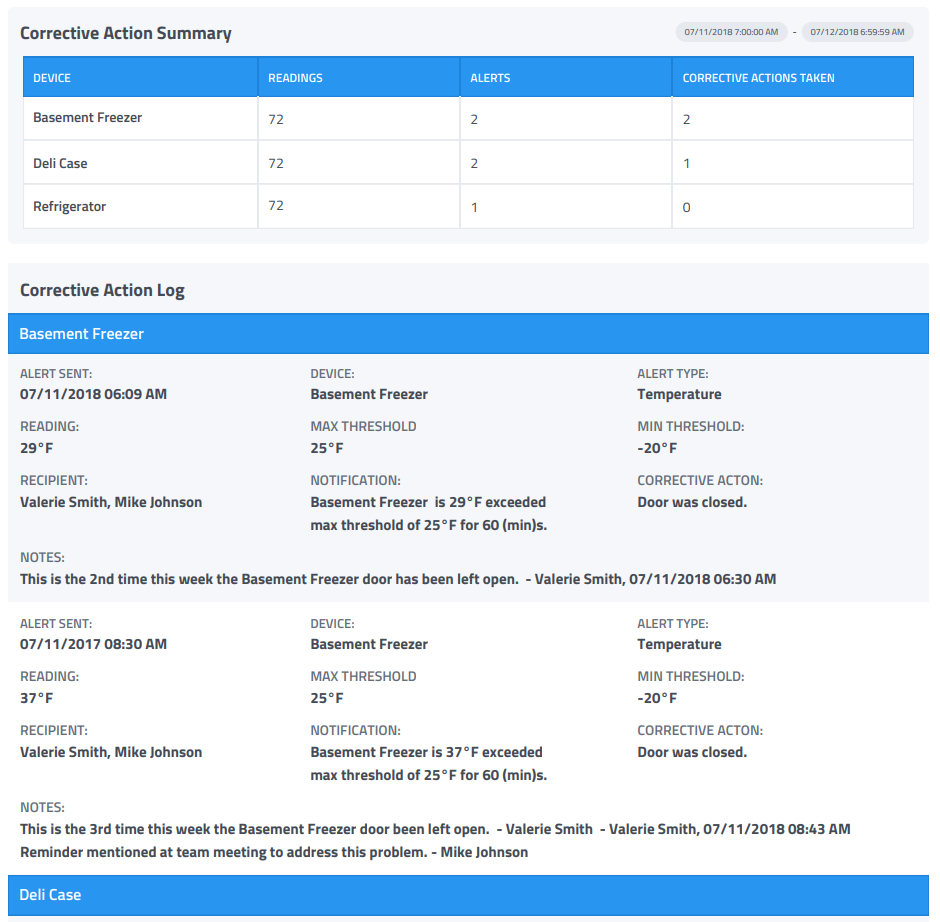 Corrective Action Summary 07/11/2018 7:00:00 AM - 07/12/2018 6:59:59 AM
DEVICE READINGS ALERTS CORRECTIVE ACTIONS TAKEN
Basement Freezer 72 2 2
Deli Case 72 2 1
Refrigerator 72 1 0
Corrective Action Log
Basement Freezer
ALERT SENT: DEVICE: ALERT TYPE:
07/11/2018 06:09 AM Basement Freezer Temperature
READING: MAX THRESHOLD MIN THRESHOLD:
29°F 25°F -20°F
RECIPIENT: NOTIFICATION: CORRECTIVE ACTON:
Valerie Smith, Mike Johnson Basement Freezer is 29°F exceeded Door was closed.
max threshold of 25°F for 60 (min)s.
NOTES:
This is the 2nd time this week the Basement Freezer door has been left open. - Valerie Smith, 07/11/2018 06:30 AM
ALERT SENT: DEVICE: ALERT TYPE:
07/11/2017 08:30 AM Basement Freezer Temperature
READING: MAX THRESHOLD MIN THRESHOLD:
37°F 25°F -20°F
RECIPIENT: NOTIFICATION: CORRECTIVE ACTON:
Valerie Smith, Mike Johnson Basement Freezer is 37°F exceeded Door was closed.
max threshold of 25°F for 60 (min)s.
NOTES:
This is the 3rd time this week the Basement Freezer door been left open. - Valerie Smith - Valerie Smith, 07/11/2018 08:43 AM
Reminder mentioned at team meeting to address this problem. - Mike Johnson
Deli Case